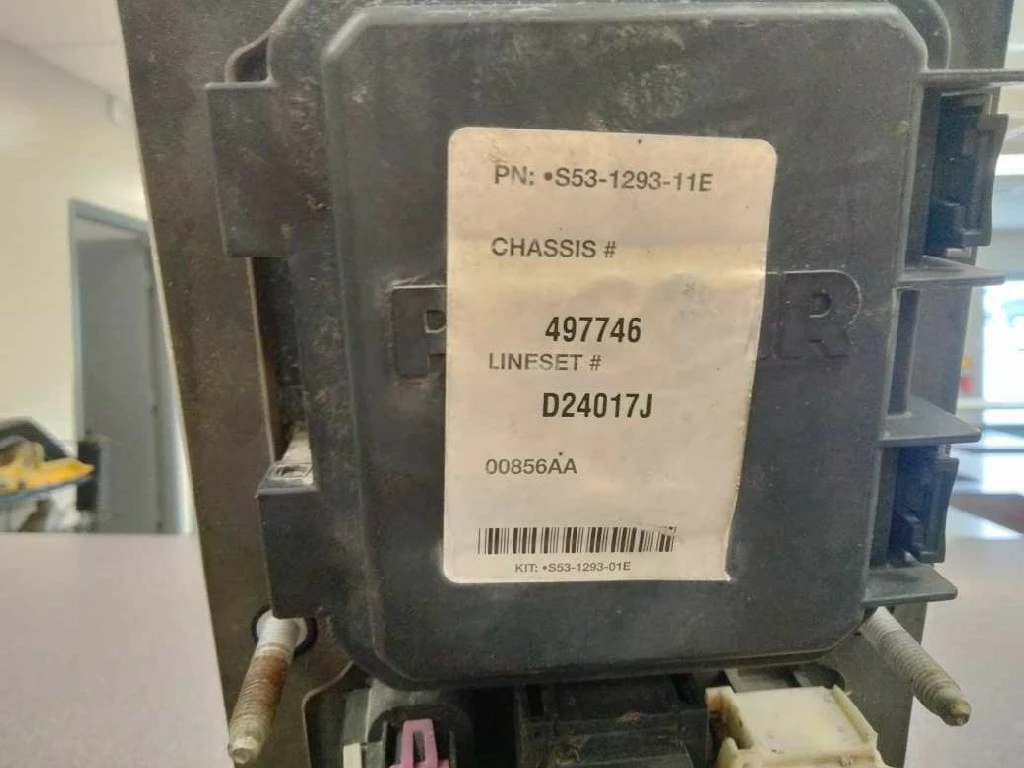 PN: •S53-1293-11E
CHASSIS #
497746
LINESET #
D24017J
00856AA
KIT: •S53-1293-01E